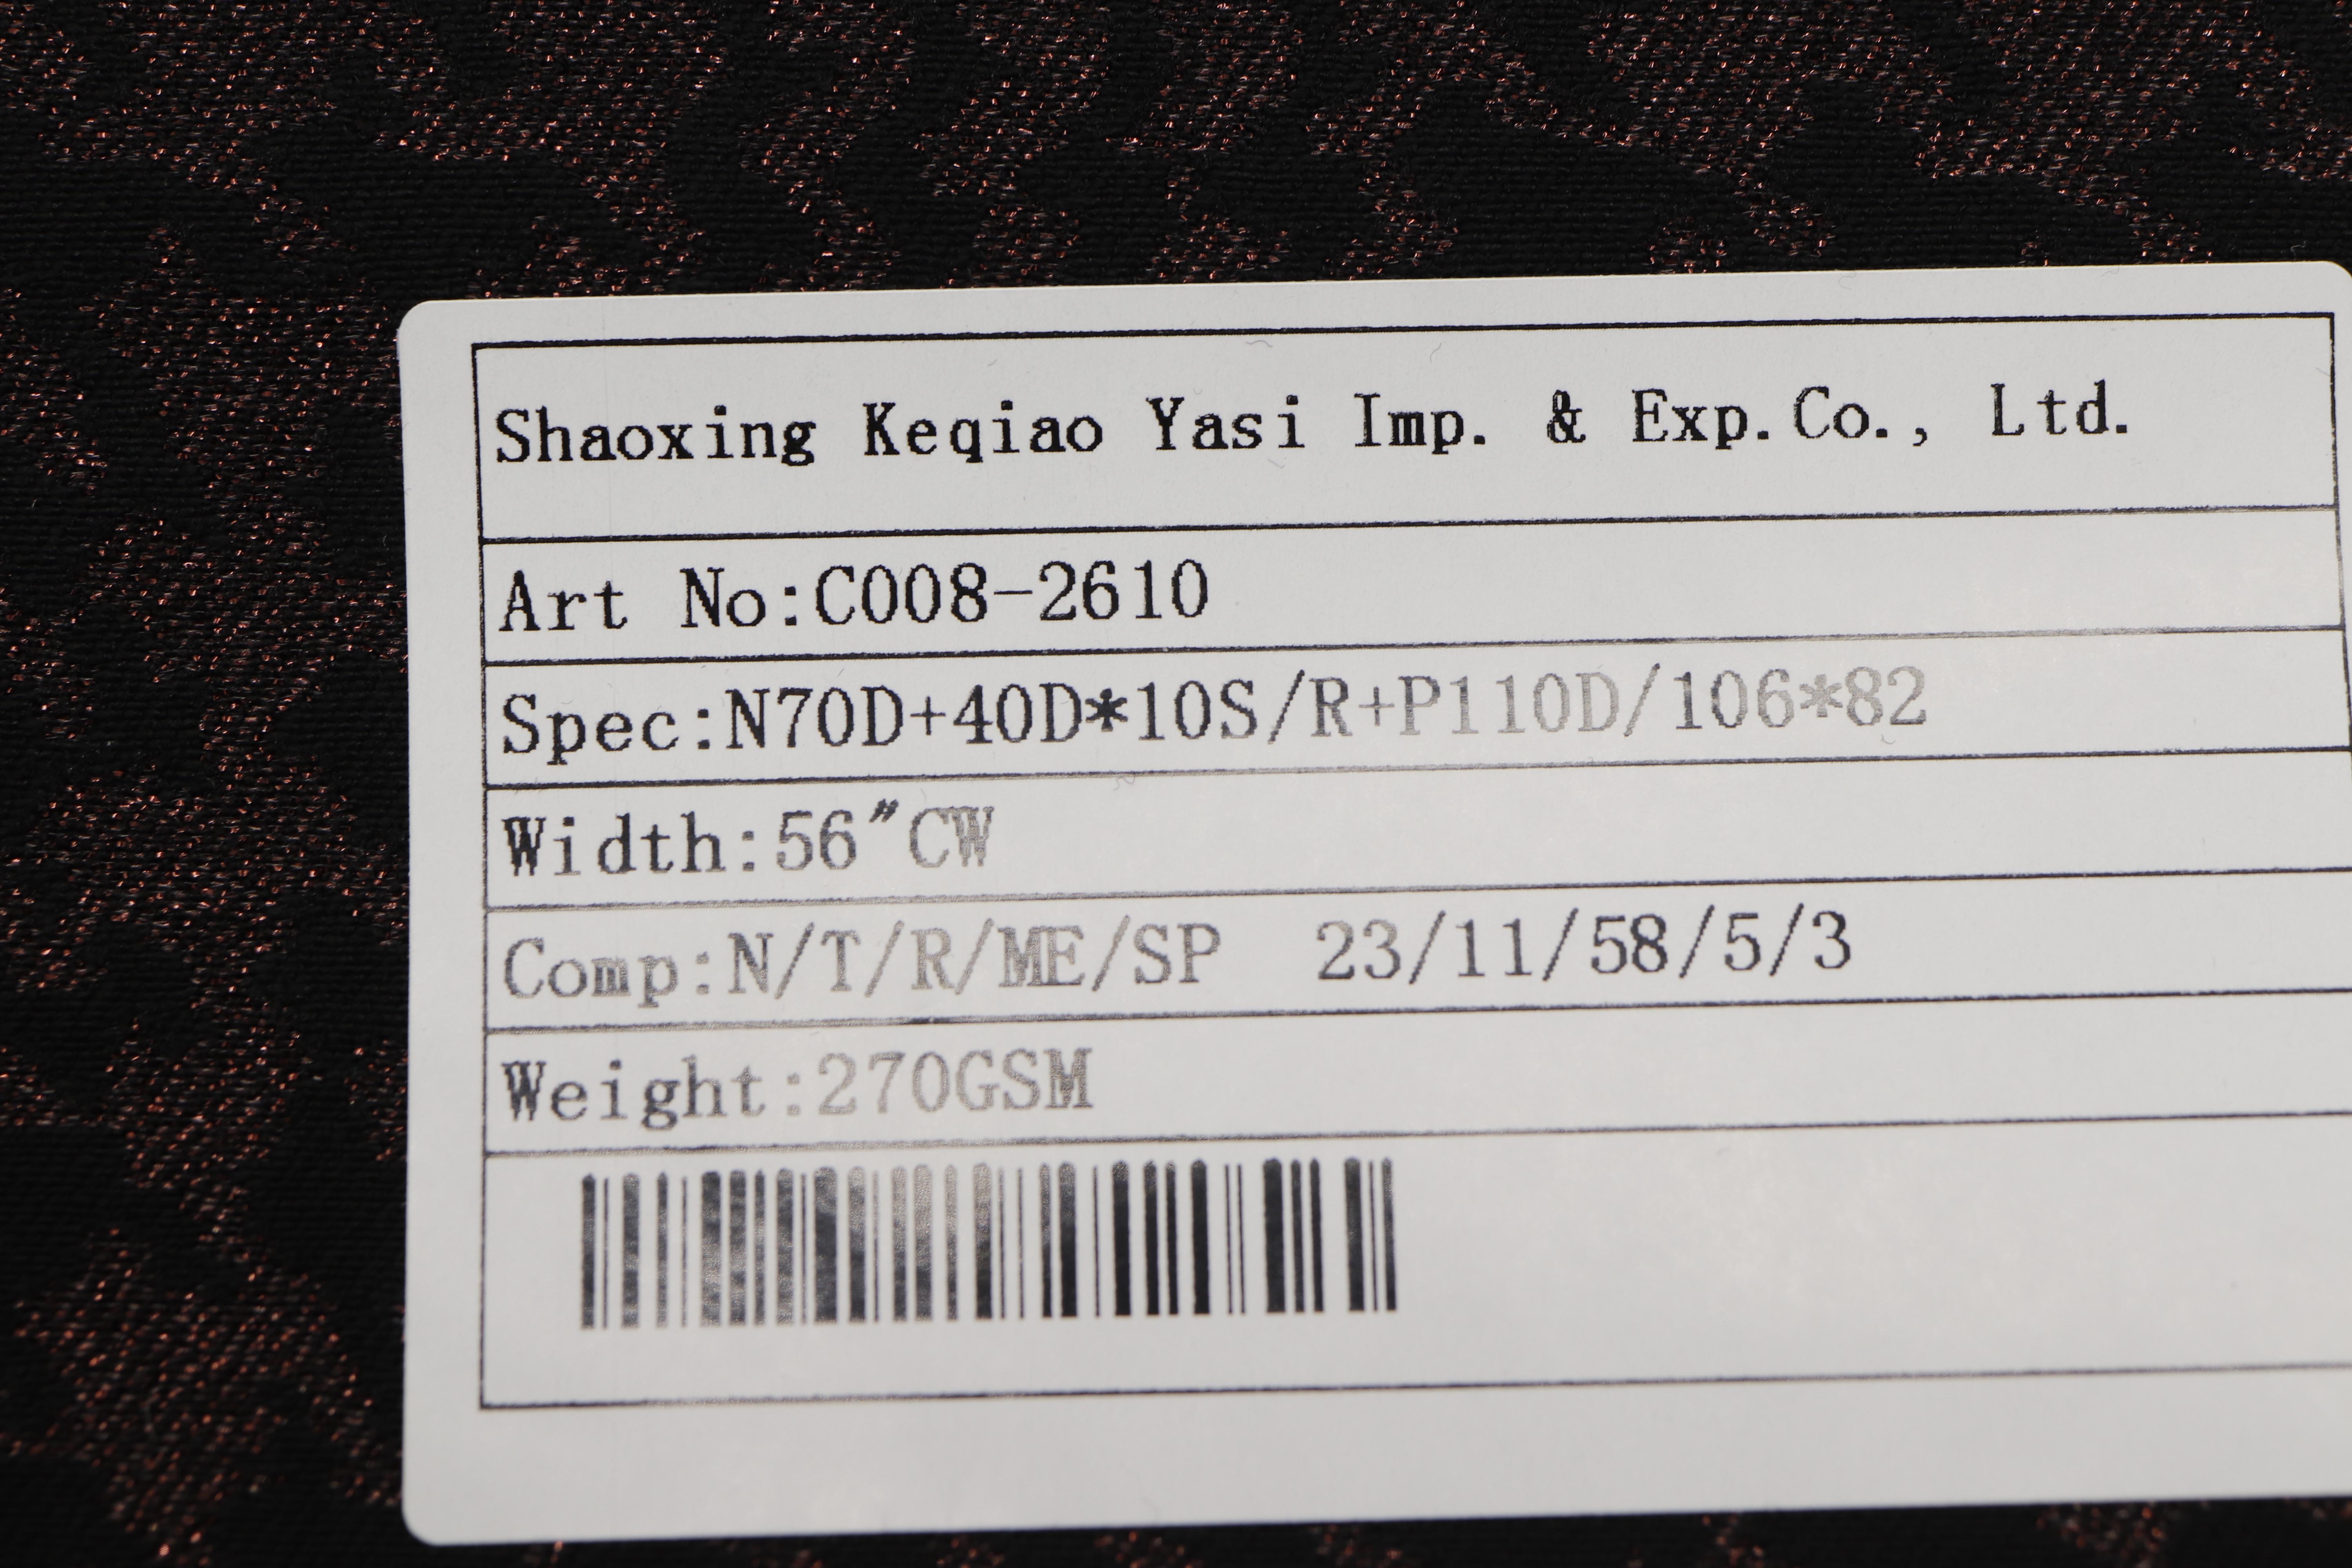 Shaoxing Keqiao Yasi Imp. & Exp.Co., Ltd.
Art No:C008-2610
Spec:N70D+40D*10S/R+P110D/106*82
Width:56"CW
Comp:N/T/R/ME/SP 23/11/58/5/3
Weight:270GSM